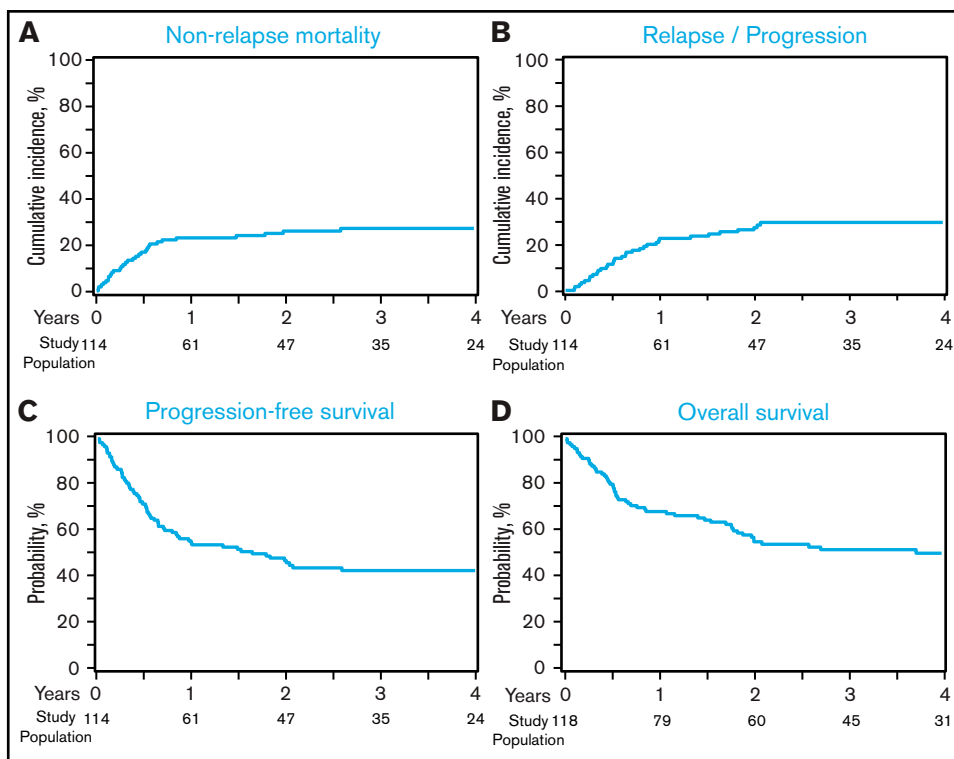 A
Non-relapse mortality
Cumulative incidence, %
100
80
60
40
20
0
Years 0 1 2 3 4
Study 114 61 47 35 24
Population
B
Relapse / Progression
Cumulative incidence, %
100
80
60
40
20
0
Years 0 1 2 3 4
Study 114 61 47 35 24
Population
C
Progression-free survival
Probability, %
100
80
60
40
20
0
Years 0 1 2 3 4
Study 114 61 47 35 24
Population
D
Overall survival
Probability, %
100
80
60
40
20
0
Years 0 1 2 3 4
Study 118 79 60 45 31
Population